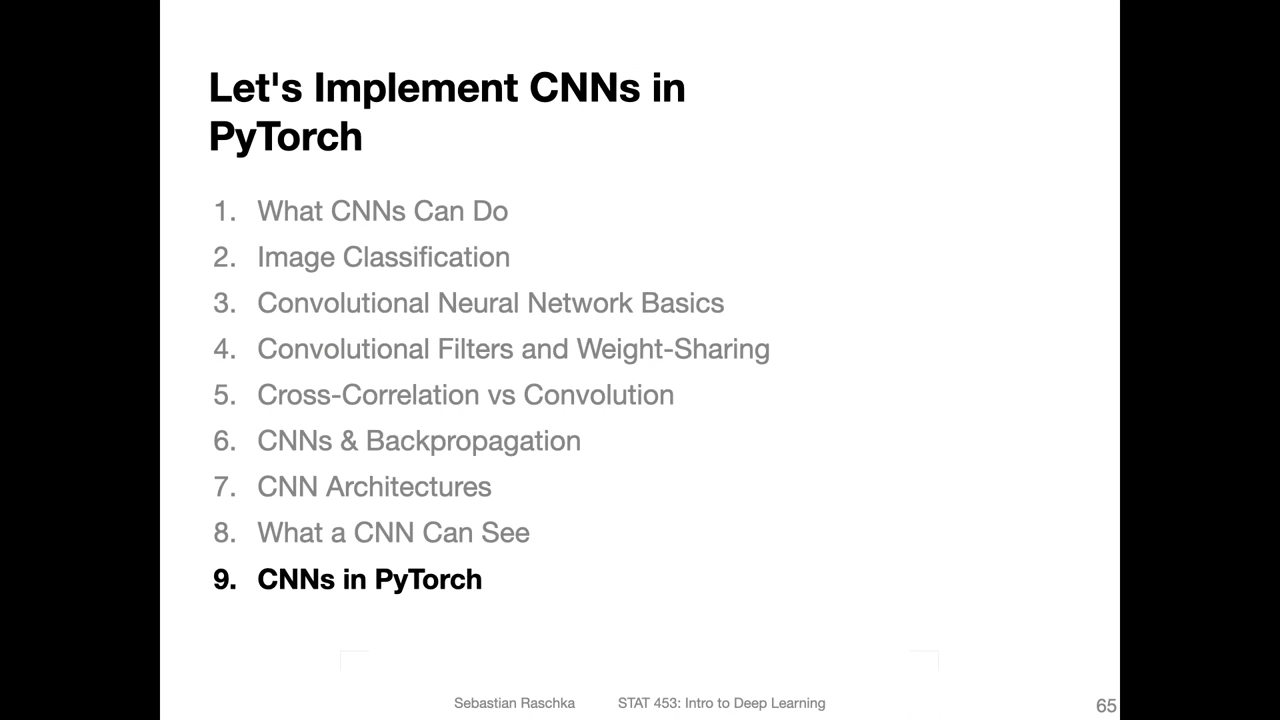 Let's Implement CNNs in
PyTorch
1. What CNNs Can Do
2. Image Classification
3. Convolutional Neural Network Basics
4. Convolutional Filters and Weight-Sharing
5. Cross-Correlation vs Convolution
6. CNNs & Backpropagation
7. CNN Architectures
8. What a CNN Can See
9. CNNs in PyTorch
Sebastian Raschka STAT 453: Intro to Deep Learning 65